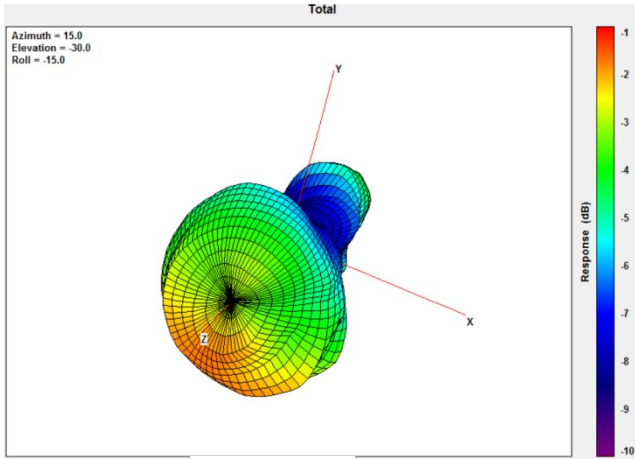 Total
Azimuth = 15.0
Elevation = -30.0
Roll = -15.0
Y
X
Z
Response (dB)
-1
-2
-3
-4
-5
-6
-7
-8
-9
-10